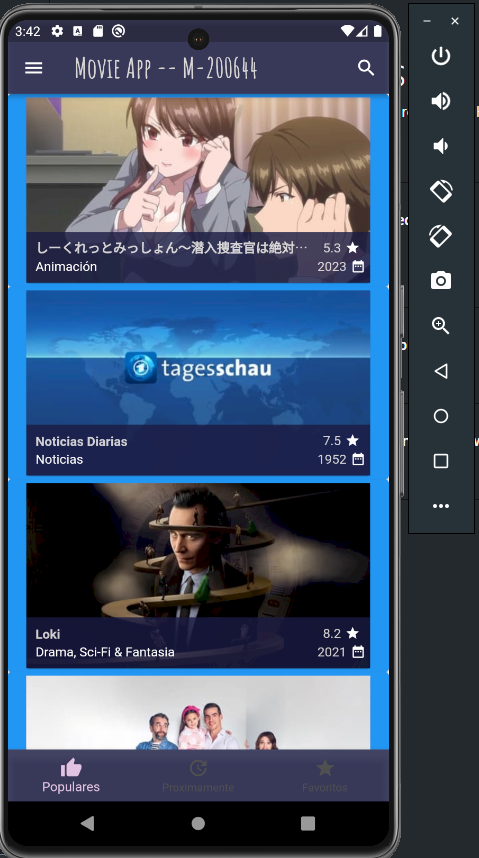 3:42
Movie App -- M-200644
しーくれっとみっしょん～潜入捜査官は絶対… 5.3
Animación 2023
tagesschau
Noticias Diarias 7.5
Noticias 1952
Loki 8.2
Drama, Sci-Fi & Fantasia 2021
Populares Proximamente Favoritos